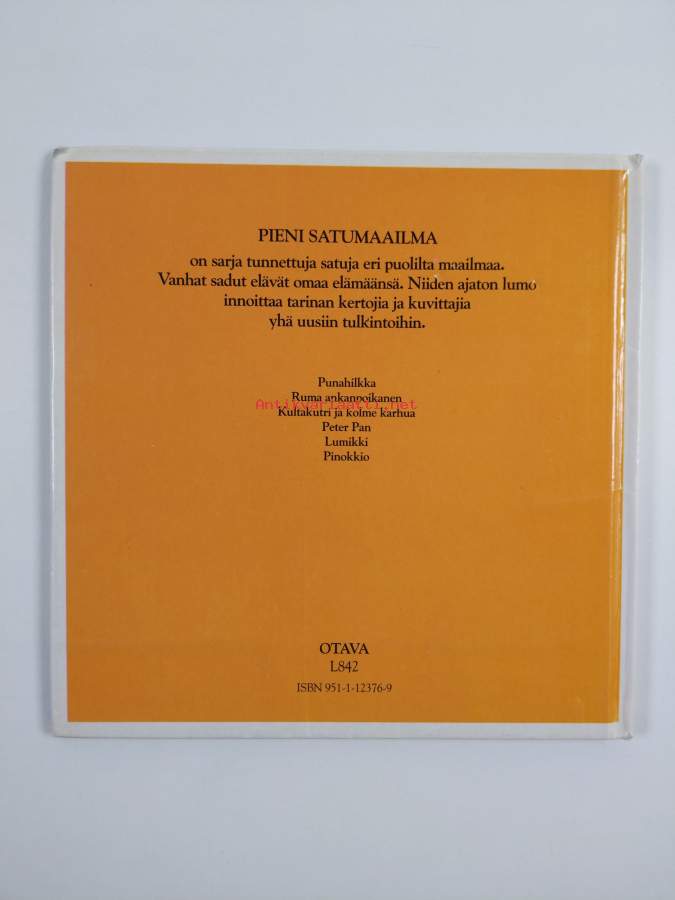 PIENI SATUMAAILMA
on sarja tunnettuja satuja eri puolilta maailmaa.
Vanhat sadut elävät omaa elämäänsä. Niiden ajaton lumo
innoittaa tarinan kertojia ja kuvittajia
yhä uusiin tulkintoihin.
Punahilkka
Ruma ankanpoikanen
Antikvariaatti.net
Kultakutri ja kolme karhua
Peter Pan
Lumikki
Pinokkio
OTAVA
L842
ISBN 951-1-12376-9